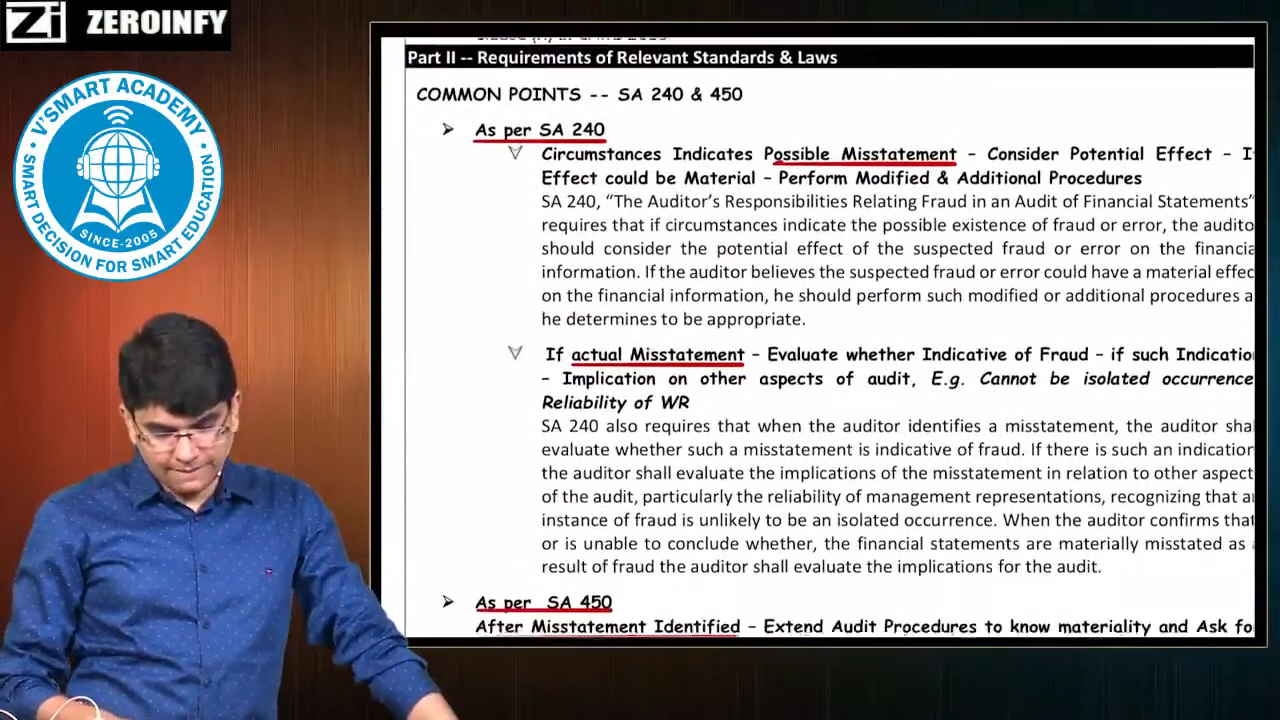 Zi ZEROINFY
V'SMART ACADEMY
SINCE-2005
SMART DECISION FOR SMART EDUCATION
Part II -- Requirements of Relevant Standards & Laws
COMMON POINTS -- SA 240 & 450
As per SA 240
Circumstances Indicates Possible Misstatement – Consider Potential Effect –
Effect could be Material – Perform Modified & Additional Procedures
SA 240, “The Auditor's Responsibilities Relating Fraud in an Audit of Financial Statements”
requires that if circumstances indicate the possible existence of fraud or error, the audito
should consider the potential effect of the suspected fraud or error on the financia
information. If the auditor believes the suspected fraud or error could have a material effec
on the financial information, he should perform such modified or additional procedures a
he determines to be appropriate.
If actual Misstatement – Evaluate whether Indicative of Fraud – if such Indicatio
– Implication on other aspects of audit, E.g. Cannot be isolated occurrence
Reliability of WR
SA 240 also requires that when the auditor identifies a misstatement, the auditor sha
evaluate whether such a misstatement is indicative of fraud. If there is such an indication
the auditor shall evaluate the implications of the misstatement in relation to other aspect
of the audit, particularly the reliability of management representations, recognizing that a
instance of fraud is unlikely to be an isolated occurrence. When the auditor confirms that
or is unable to conclude whether, the financial statements are materially misstated as
result of fraud the auditor shall evaluate the implications for the audit.
As per SA 450
After Misstatement Identified – Extend Audit Procedures to know materiality and Ask fo